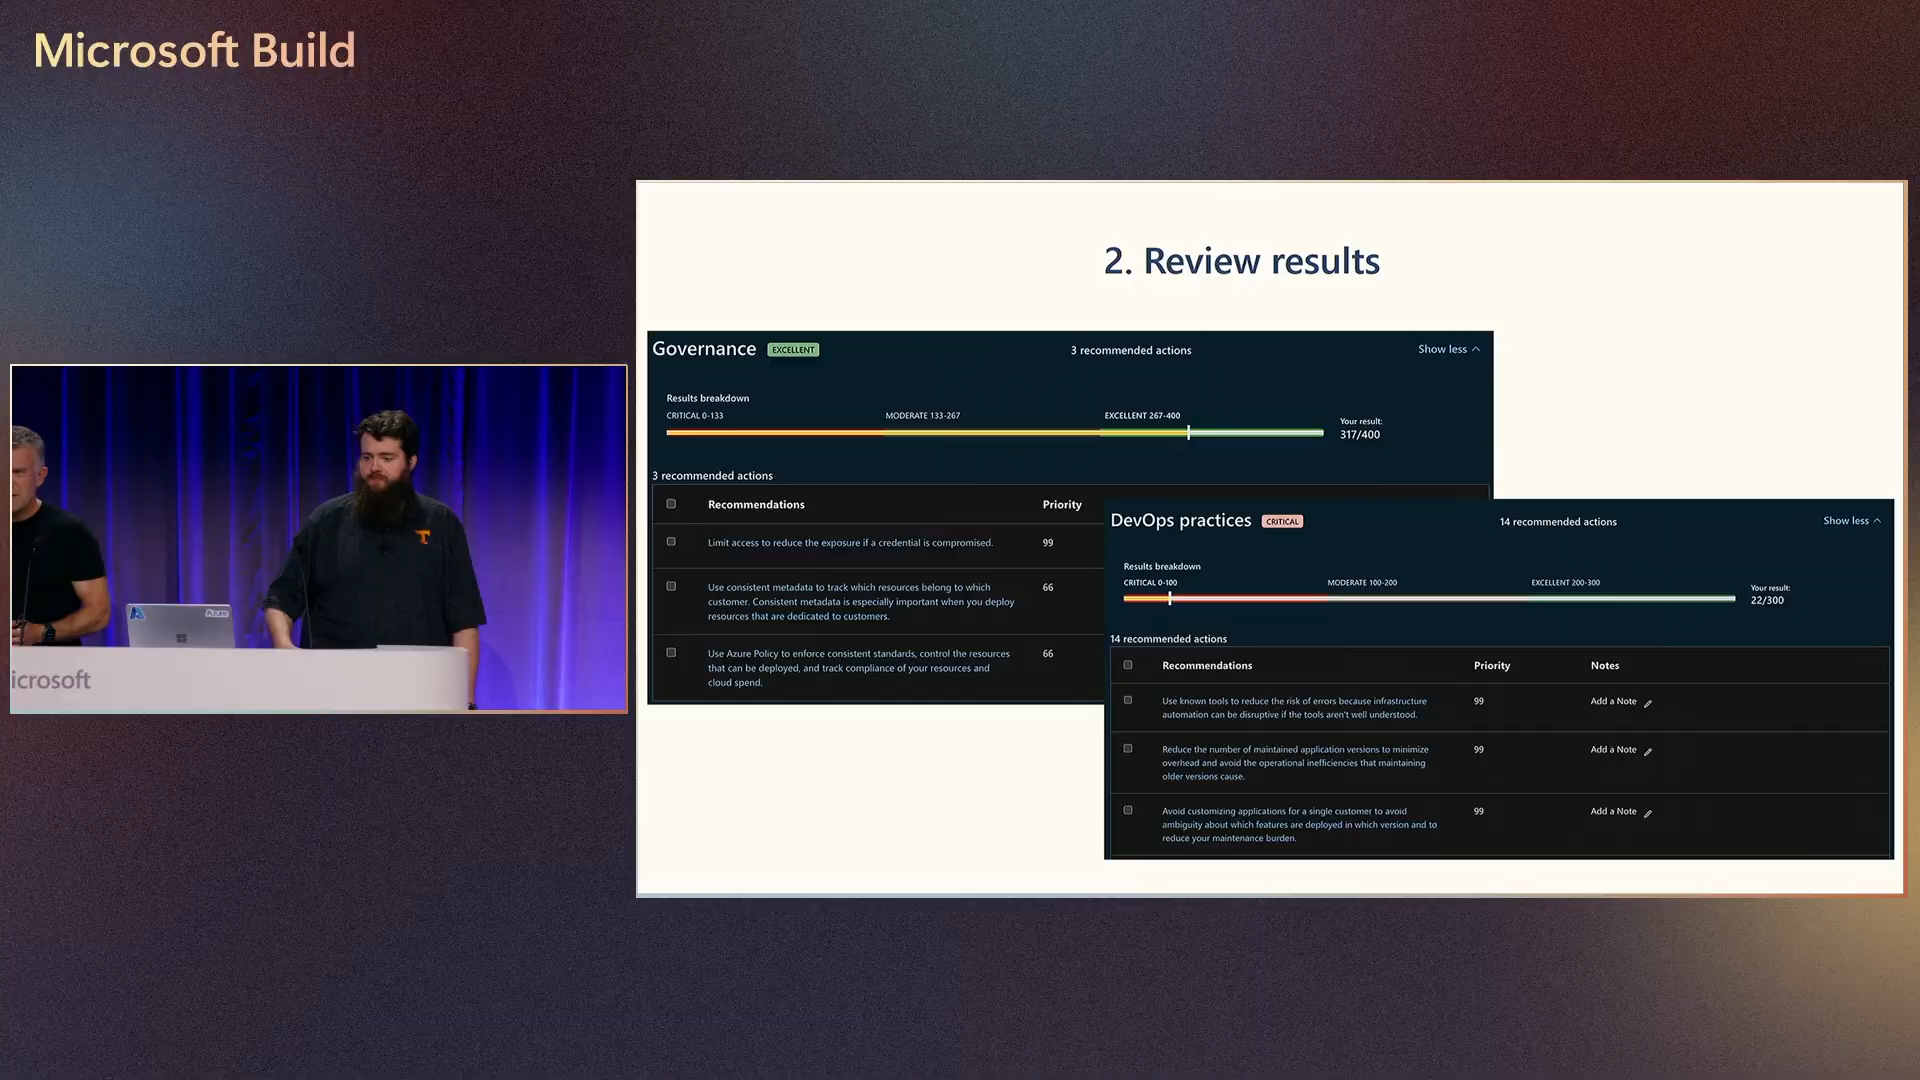 Microsoft Build
2. Review results
Governance EXCELLENT 3 recommended actions Show less
Results breakdown
CRITICAL 0-133 MODERATE 133-267 EXCELLENT 267-400 Your result:
317/400
3 recommended actions
Recommendations Priority
Limit access to reduce the exposure if a credential is compromised. 99
Use consistent metadata to track which resources belong to which 66
customer. Consistent metadata is especially important when you deploy
resources that are dedicated to customers.
Use Azure Policy to enforce consistent standards, control the resources 66
that can be deployed, and track compliance of your resources and
cloud spend.
DevOps practices CRITICAL 14 recommended actions Show less
Results breakdown
CRITICAL 0-100 MODERATE 100-200 EXCELLENT 200-300 Your result:
22/300
14 recommended actions
Recommendations Priority Notes
Use known tools to reduce the risk of errors because infrastructure 99 Add a Note
automation can be disruptive if the tools aren't well understood.
Reduce the number of maintained application versions to minimize 99 Add a Note
overhead and avoid the operational inefficiencies that maintaining
older versions cause.
Avoid customizing applications for a single customer to avoid 99 Add a Note
ambiguity about which features are deployed in which version and to
reduce your maintenance burden.
Azure
icrosoft